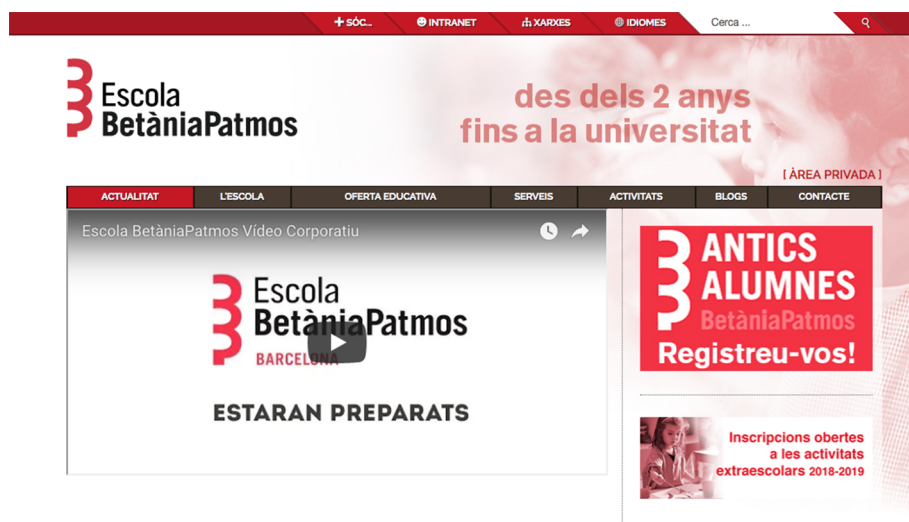 SÓC...
INTRANET
XARXES
IDIOMES
Cerca ...
Escola
BetàniaPatmos
des dels 2 anys
fins a la universitat
[ ÀREA PRIVADA ]
ACTUALITAT
L'ESCOLA
OFERTA EDUCATIVA
SERVEIS
ACTIVITATS
BLOGS
CONTACTE
Escola BetàniaPatmos Vídeo Corporatiu
Escola
BetàniaPatmos
BARCELONA
ESTARAN PREPARATS
ANTICS
ALUMNES
BetàniaPatmos
Registreu-vos!
Inscripcions obertes
a les activitats
extraescolars 2018-2019